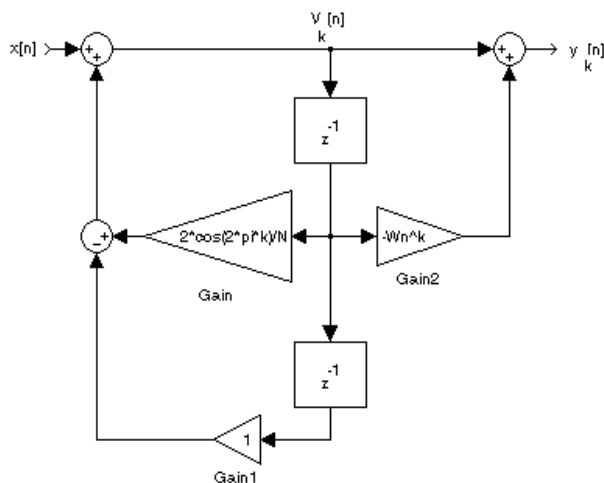 V [n]
k
x[n]
+
+
+
+
y [n]
k
-1
z
-
+
2*cos(2*pi*k)/N
-Wn^k
Gain
Gain2
-1
z
1
Gain1